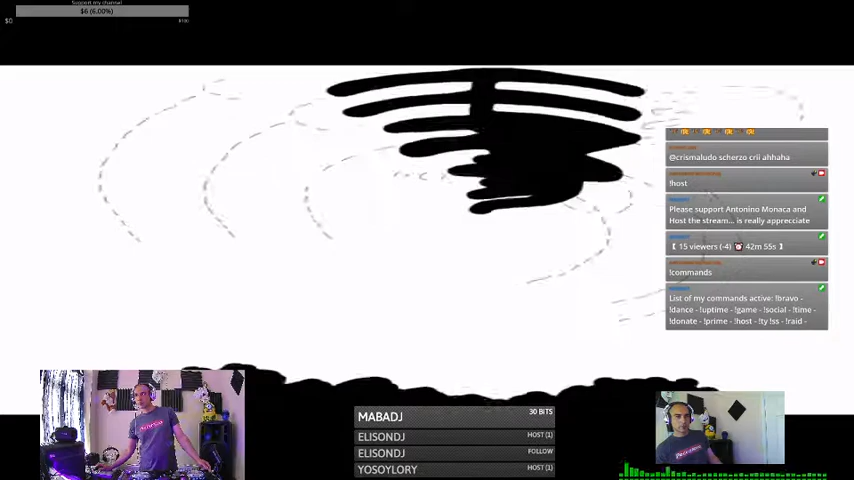 Support my channel
$6 (6.00%)
$0
$100
@crismaludo scherzo crii ahhaha
!host
Please support Antonino Monaca and
Host the stream... is really appreciate
【 15 viewers (-4) ⏰ 42m 55s 】
!commands
List of my commands active: !bravo -
!dance - !uptime - !game - !social - !time -
!donate - !prime - !host - !ty !ss - !raid -
MABADJ 30 BITS
ELISONDJ HOST (1)
ELISONDJ FOLLOW
YOSOYLORY HOST (1)